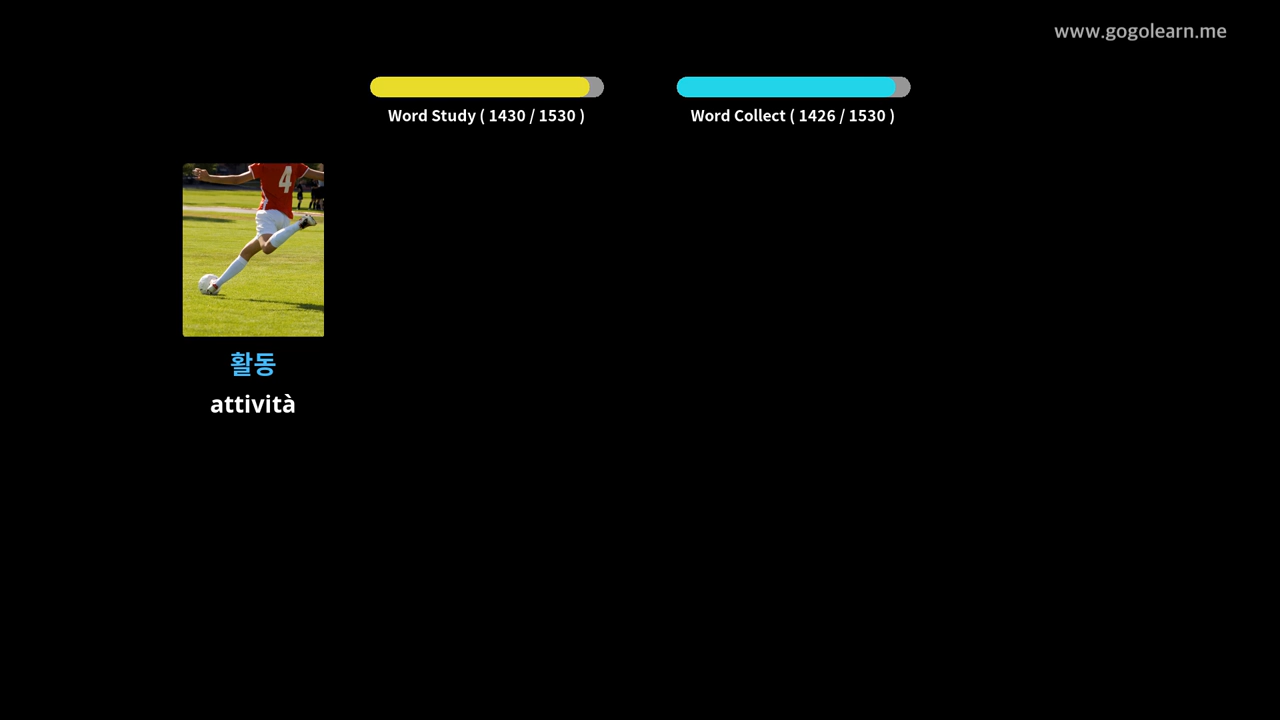 www.gogolearn.me
Word Study ( 1430 / 1530 )
Word Collect ( 1426 / 1530 )
4
활동
attività